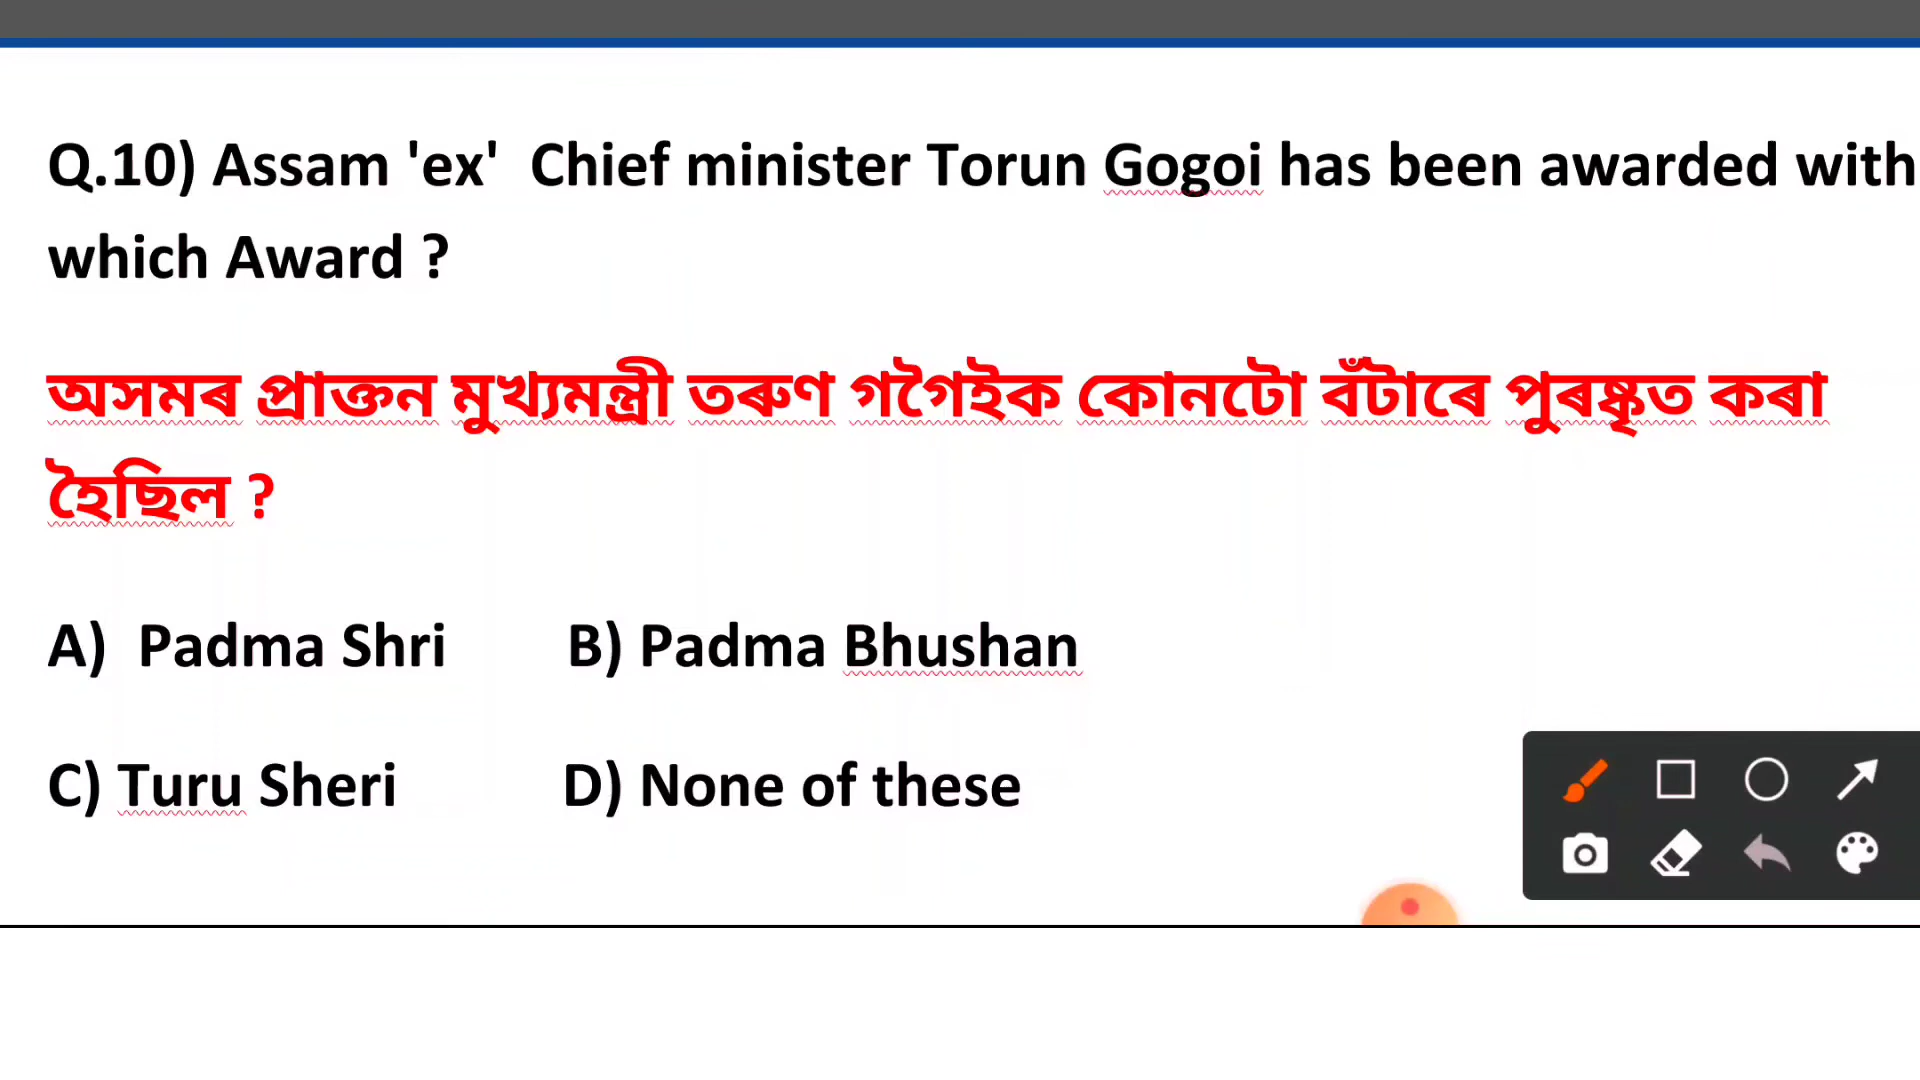 Q.10) Assam 'ex' Chief minister Torun Gogoi has been awarded with
which Award ?
অসমৰ প্ৰাক্তন মুখ্যমন্ত্ৰী তৰুণ গগৈইক কোনটো বঁটাৰে পুৰষ্কৃত কৰা
হৈছিল ?
A) Padma Shri B) Padma Bhushan
C) Turu Sheri D) None of these